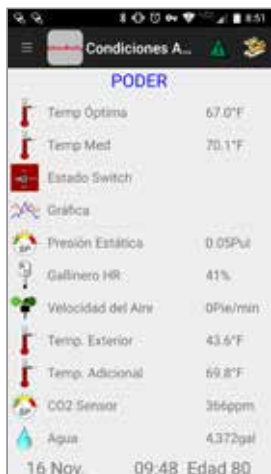 8:51
Condiciones A...
PODER
Temp Óptima 67.0°F
Temp Med 70.1°F
Estado Switch
Gráfica
Presión Estática 0.05Pul
Gallinero HR 41%
Velocidad del Aire 0Pie/min
Temp. Exterior 43.6°F
Temp. Adicional 69.8°F
CO2 Sensor 366ppm
Agua 4,372gal
16 Nov. 09:48 Edad 80